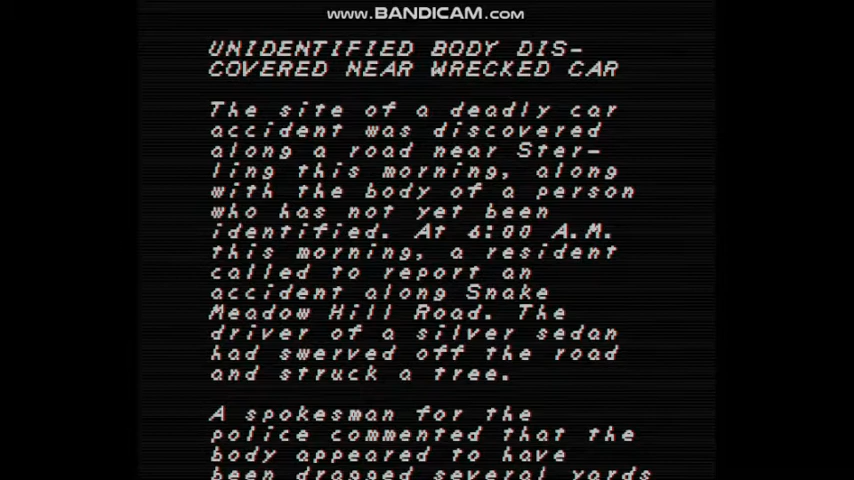 www.BANDICAM.com
UNIDENTIFIED BODY DIS-
COVERED NEAR WRECKED CAR
The site of a deadly car
accident was discovered
along a road near Ster-
ling this morning, along
with the body of a person
who has not yet been
identified. At 6:00 A.M.
this morning, a resident
called to report an
accident along Snake
Meadow Hill Road. The
driver of a silver sedan
had swerved off the road
and struck a tree.
A spokesman for the
police commented that the
body appeared to have
been dragged several yards